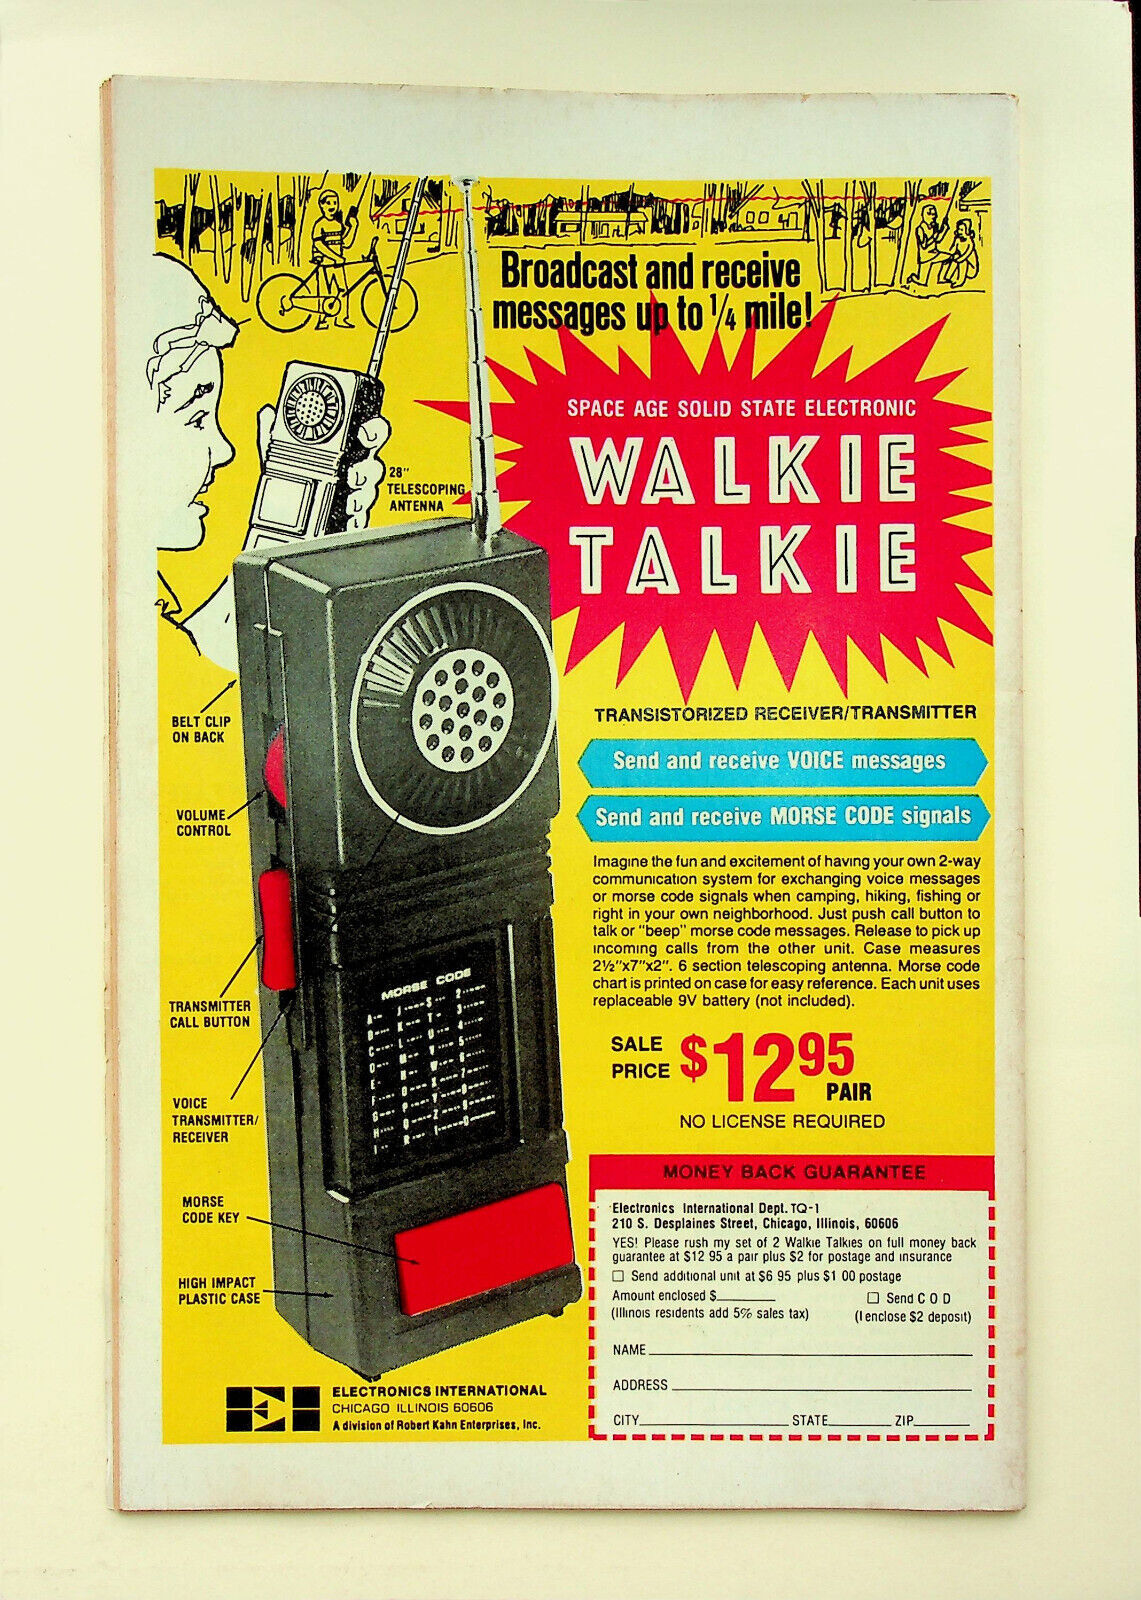 Broadcast and receive
messages up to 1/4 mile!
SPACE AGE SOLID STATE ELECTRONIC
WALKIE
TALKIE
28"
TELESCOPING
ANTENNA
BELT CLIP
ON BACK
VOLUME
CONTROL
TRANSMITTER
CALL BUTTON
VOICE
TRANSMITTER/
RECEIVER
MORSE
CODE KEY
HIGH IMPACT
PLASTIC CASE
MORSE CODE
TRANSISTORIZED RECEIVER/TRANSMITTER
Send and receive VOICE messages
Send and receive MORSE CODE signals
Imagine the fun and excitement of having your own 2-way
communication system for exchanging voice messages
or morse code signals when camping, hiking, fishing or
right in your own neighborhood. Just push call button to
talk or "beep" morse code messages. Release to pick up
incoming calls from the other unit. Case measures
2½"x7"x2". 6 section telescoping antenna. Morse code
chart is printed on case for easy reference. Each unit uses
replaceable 9V battery (not included).
SALE
PRICE
$12 95
PAIR
NO LICENSE REQUIRED
MONEY BACK GUARANTEE
Electronics International Dept. TQ-1
210 S. Desplaines Street, Chicago, Illinois, 60606
YES! Please rush my set of 2 Walkie Talkies on full money back
guarantee at $12 95 a pair plus $2 for postage and insurance
☐ Send additional unit at $6 95 plus $1 00 postage
Amount enclosed $________ ☐ Send C O D
(Illinois residents add 5% sales tax) (I enclose $2 deposit)
NAME
ADDRESS
CITY________ STATE________ ZIP________
ELECTRONICS INTERNATIONAL
CHICAGO ILLINOIS 60606
A division of Robert Kahn Enterprises, Inc.